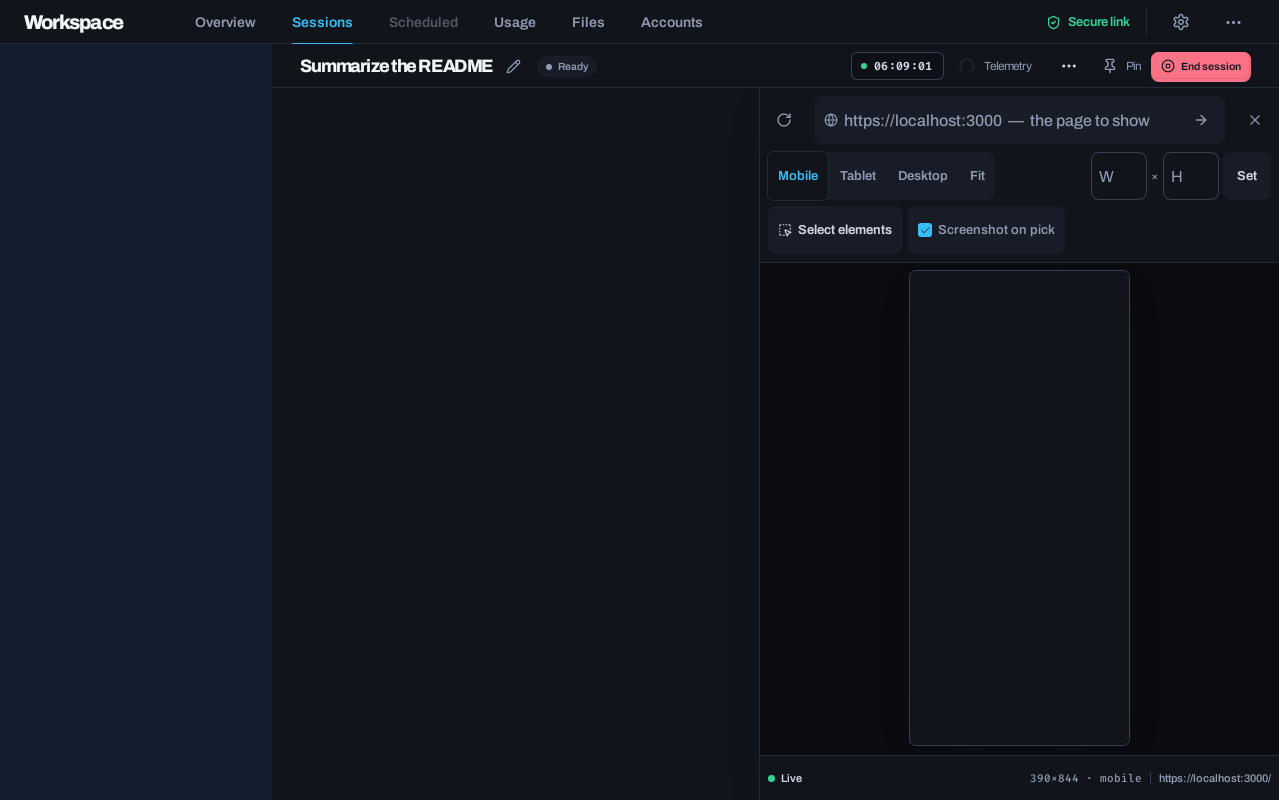 Workspace Overview Sessions Scheduled Usage Files Accounts Secure link
Summarize the README Ready 06:09:01 Telemetry Pin End session
https://localhost:3000 — the page to show
Mobile Tablet Desktop Fit W × H Set
Select elements Screenshot on pick
Live 390×844 · mobile https://localhost:3000/